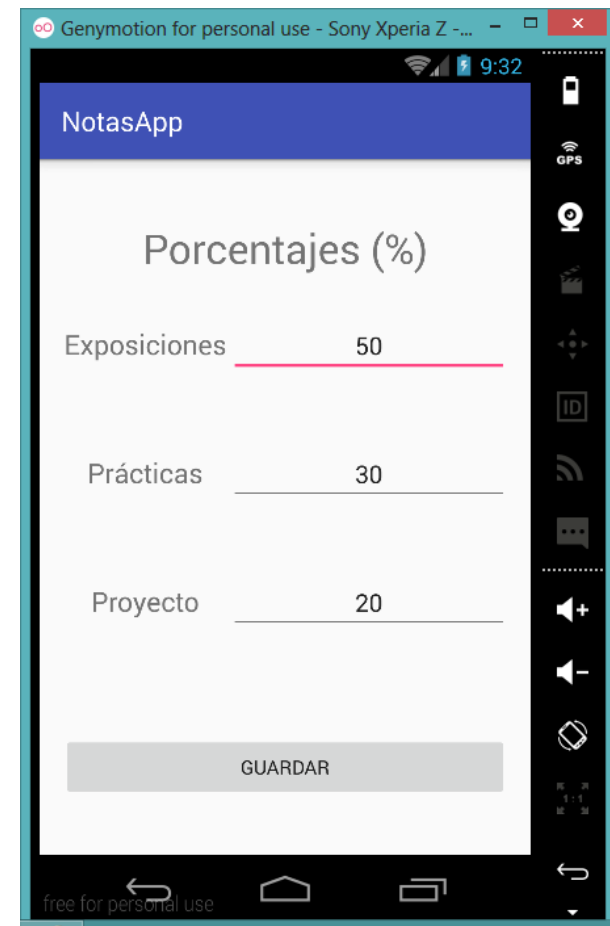 Genymotion for personal use - Sony Xperia Z -...
9:32
NotasApp
GPS
Porcentajes (%)
Exposiciones 50
ID
Prácticas 30
Proyecto 20
GUARDAR
1:1
free for personal use